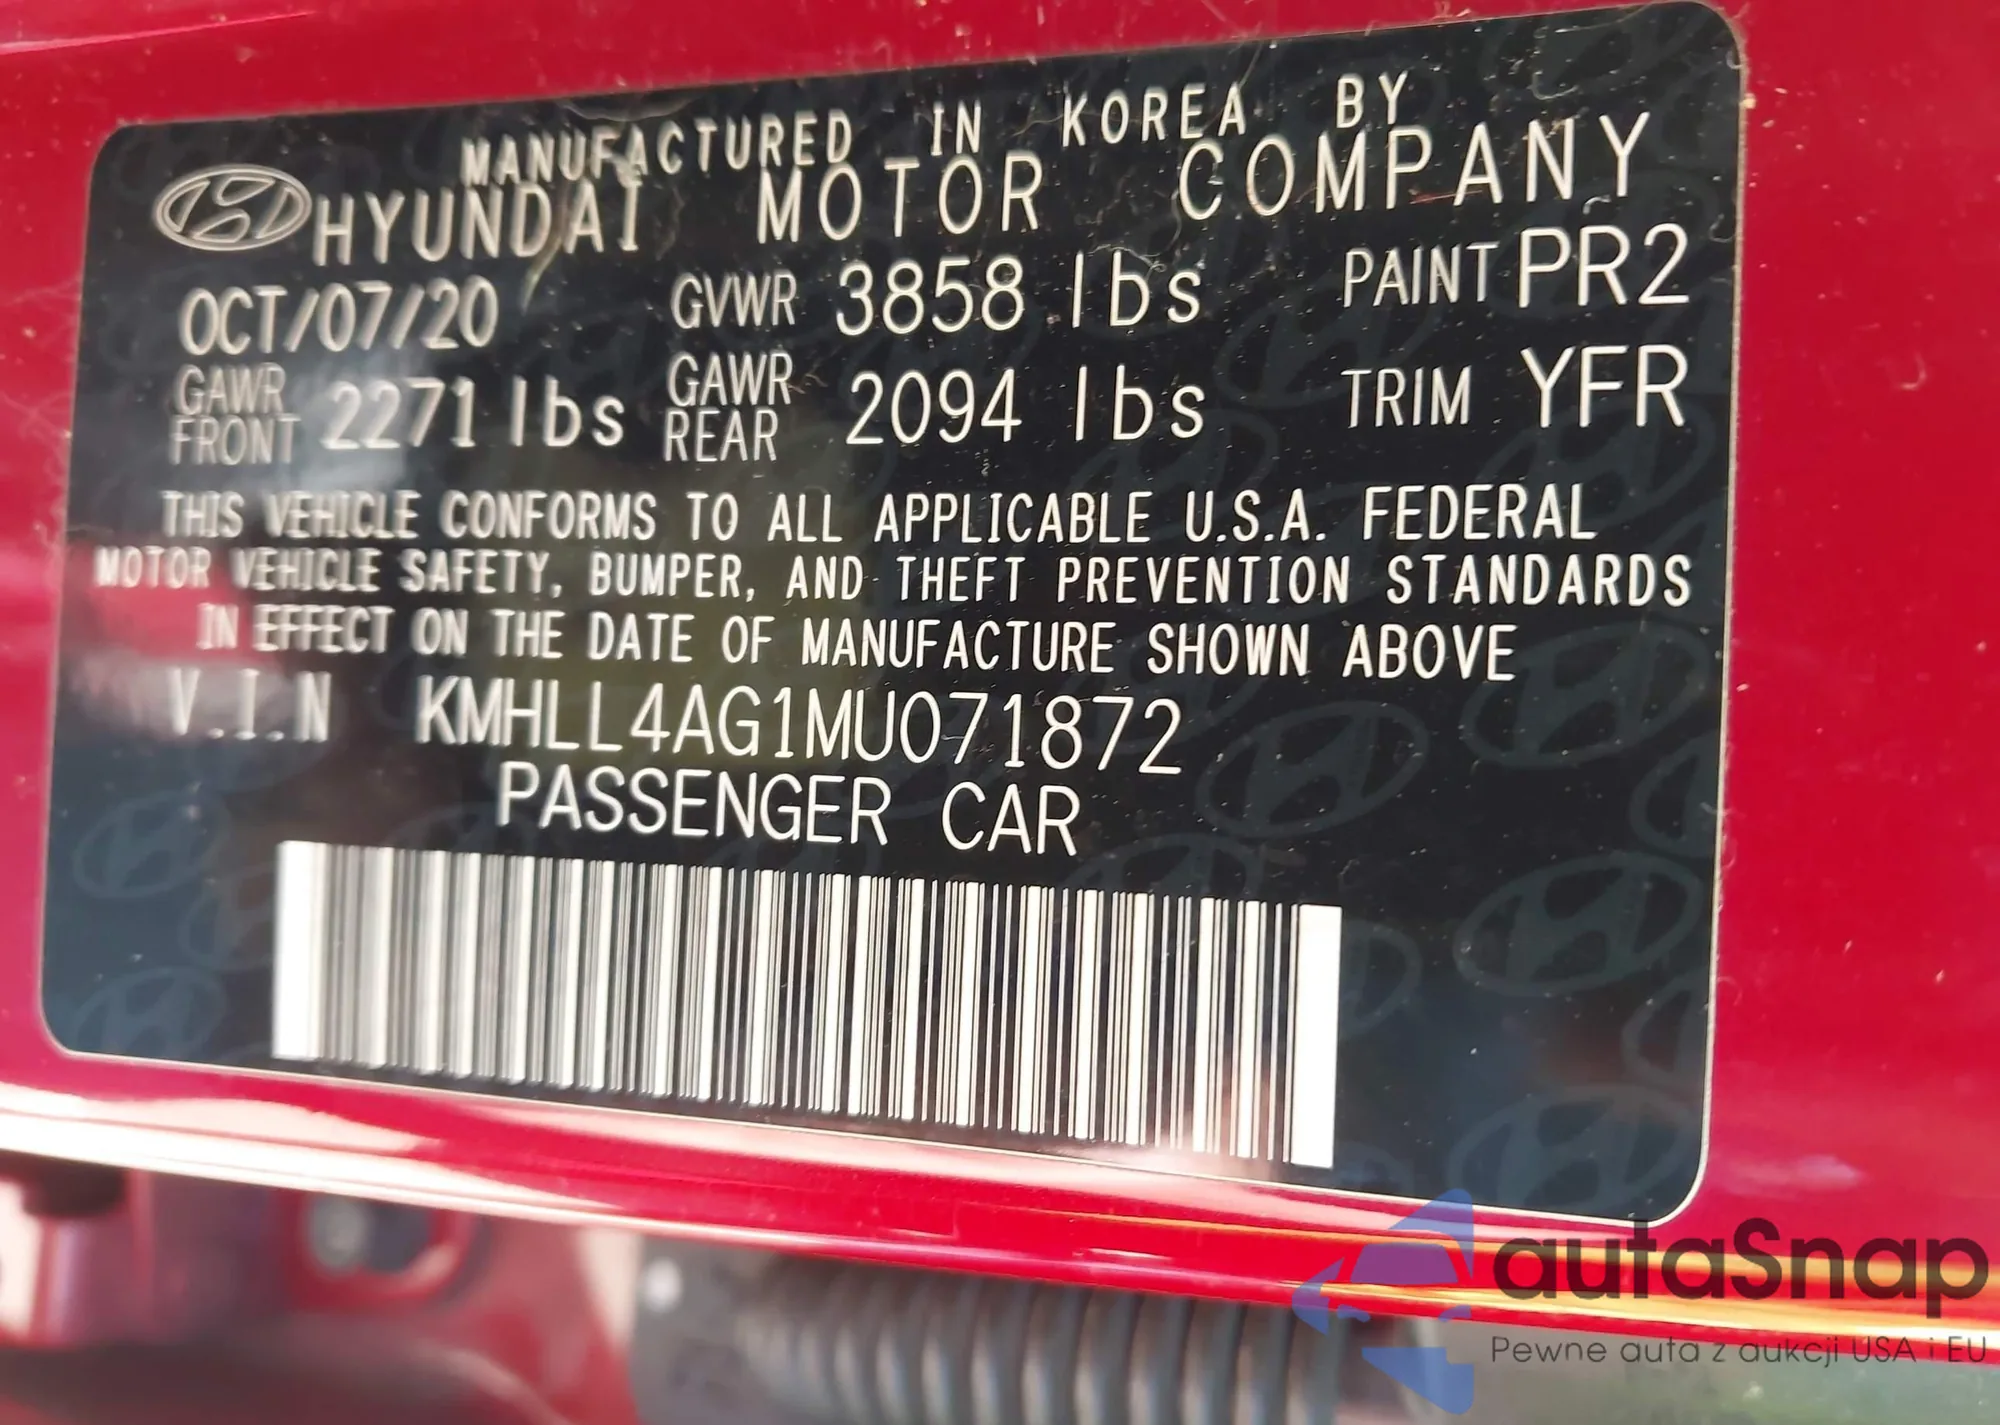 MANUFACTURED IN KOREA BY
HYUNDAI MOTOR COMPANY
OCT/07/20 GVWR 3858 lbs PAINT PR2
GAWR FRONT 2271 lbs GAWR REAR 2094 lbs TRIM YFR
THIS VEHICLE CONFORMS TO ALL APPLICABLE U.S.A. FEDERAL
MOTOR VEHICLE SAFETY, BUMPER, AND THEFT PREVENTION STANDARDS
IN EFFECT ON THE DATE OF MANUFACTURE SHOWN ABOVE
V.I.N KMHLL4AG1MU071872
PASSENGER CAR
autaSnap
Pewne auta z aukcji USA i EU